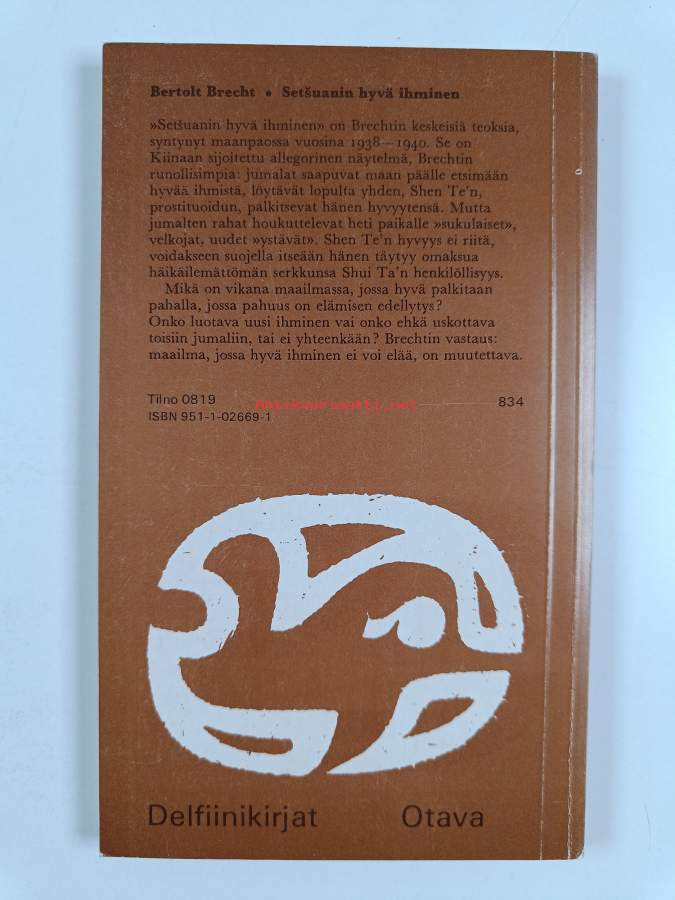 Bertolt Brecht • Setšuanin hyvä ihminen
»Setšuanin hyvä ihminen» on Brechtin keskeisiä teoksia,
syntynyt maanpaossa vuosina 1938—1940. Se on
Kiinaan sijoitettu allegorinen näytelmä, Brechtin
runollisimpia: jumalat saapuvat maan päälle etsimään
hyvää ihmistä, löytävät lopulta yhden, Shen Te'n,
prostituoidun, palkitsevat hänen hyvyytensä. Mutta
jumalten rahat houkuttelevat heti paikalle »sukulaiset»,
velkojat, uudet »ystävät». Shen Te'n hyvyys ei riitä,
voidakseen suojella itseään hänen täytyy omaksua
häikäilemättömän serkkunsa Shui Ta'n henkilöllisyys.
Mikä on vikana maailmassa, jossa hyvä palkitaan
pahalla, jossa pahuus on elämisen edellytys?
Onko luotava uusi ihminen vai onko ehkä uskottava
toisiin jumaliin, tai ei yhteenkään? Brechtin vastaus:
maailma, jossa hyvä ihminen ei voi elää, on muutettava.
Tilno 0819 834
ISBN 951-1-02669-1
Delfiinikirjat Otava